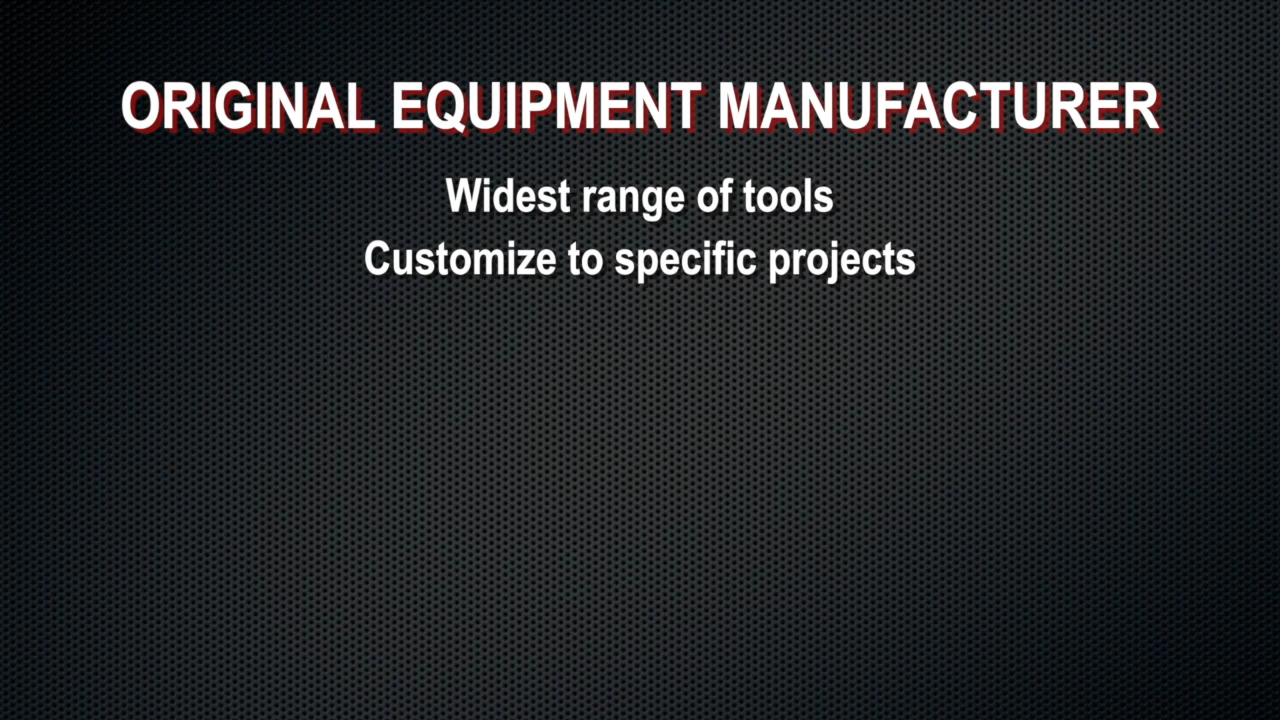 ORIGINAL EQUIPMENT MANUFACTURER
Widest range of tools
Customize to specific projects